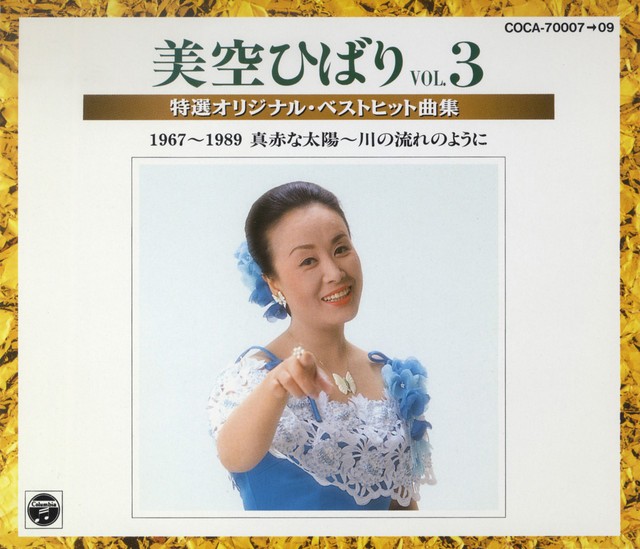 COCA-70007→09
美空ひばり VOL.3
特選オリジナル・ベストヒット曲集
1967～1989 真赤な太陽～川の流れのように
Columbia